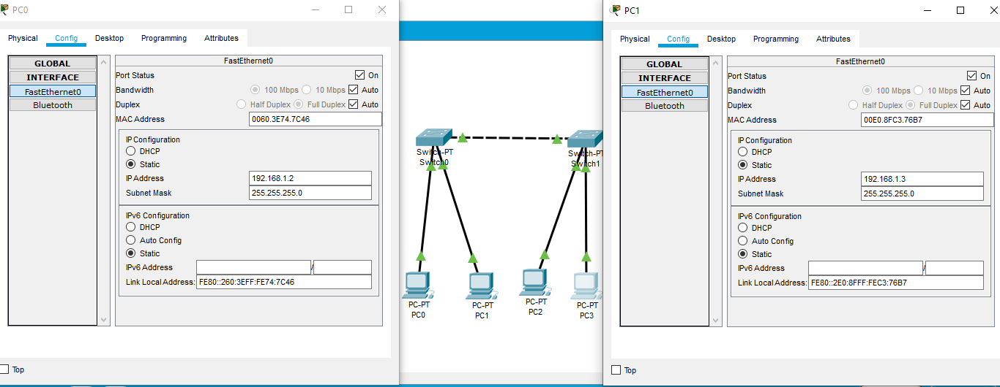 PC0
Physical Config Desktop Programming Attributes
GLOBAL
INTERFACE
FastEthernet0
Bluetooth
FastEthernet0
Port Status On
Bandwidth 100 Mbps 10 Mbps Auto
Duplex Half Duplex Full Duplex Auto
MAC Address 0060.3E74.7C46
IP Configuration
DHCP
Static
IP Address 192.168.1.2
Subnet Mask 255.255.255.0
IPv6 Configuration
DHCP
Auto Config
Static
IPv6 Address /
Link Local Address: FE80::260:3EFF:FE74:7C46
Top
Switch-PT
Switch0
Switch-PT
Switch1
PC-PT
PC0
PC-PT
PC1
PC-PT
PC2
PC-PT
PC3
PC1
Physical Config Desktop Programming Attributes
GLOBAL
INTERFACE
FastEthernet0
Bluetooth
FastEthernet0
Port Status On
Bandwidth 100 Mbps 10 Mbps Auto
Duplex Half Duplex Full Duplex Auto
MAC Address 00E0.8FC3.76B7
IP Configuration
DHCP
Static
IP Address 192.168.1.3
Subnet Mask 255.255.255.0
IPv6 Configuration
DHCP
Auto Config
Static
IPv6 Address /
Link Local Address: FE80::2E0:8FFF:FEC3:76B7
Top